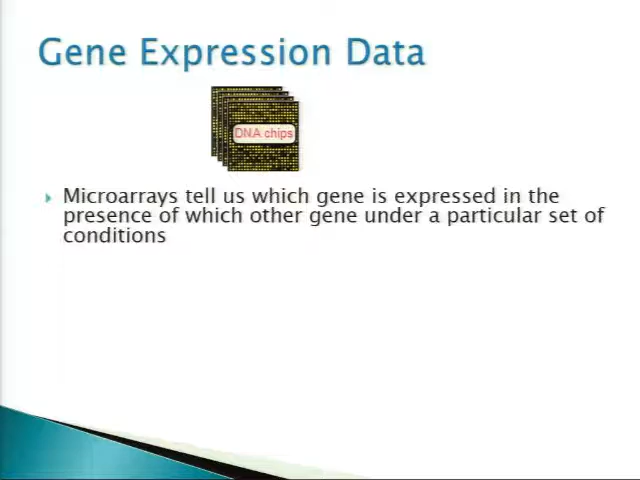 Gene Expression Data
DNA chips
Microarrays tell us which gene is expressed in the
presence of which other gene under a particular set of
conditions